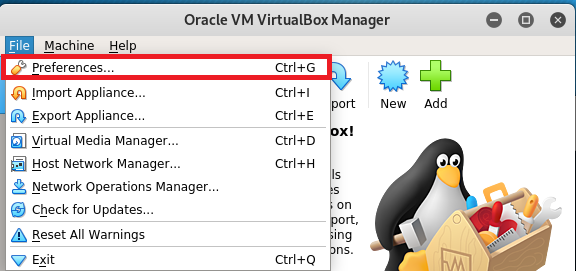 Oracle VM VirtualBox Manager
File Machine Help
Preferences... Ctrl+G
Import Appliance... Ctrl+I
Export Appliance... Ctrl+E
Virtual Media Manager... Ctrl+D
Host Network Manager... Ctrl+H
Network Operations Manager...
Check for Updates...
Reset All Warnings
Exit Ctrl+Q
port New Add
ox!
ls
es
s on
port,
sing
ons.
VM